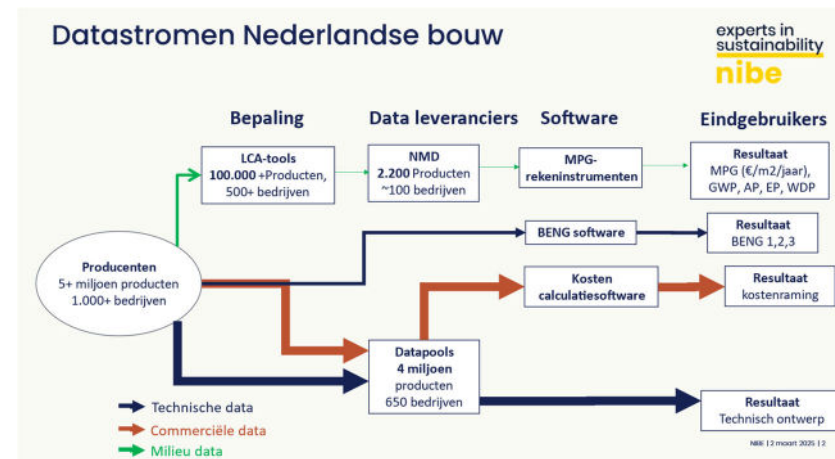 Datastromen Nederlandse bouw
experts in
sustainability
nibe
Bepaling
Data leveranciers
Software
Eindgebruikers
LCA-tools
100.000 +Producten,
500+ bedrijven
NMD
2.200 Producten
~100 bedrijven
MPG-
rekeninstrumenten
Resultaat
MPG (€/m2/jaar),
GWP, AP, EP, WDP
BENG software
Resultaat
BENG 1,2,3
Producenten
5+ miljoen producten
1.000+ bedrijven
Kosten
calculatiesoftware
Resultaat
kostenraming
Datapools
4 miljoen
producten
650 bedrijven
Resultaat
Technisch ontwerp
Technische data
Commerciële data
Milieu data
NIBE | 2 maart 2025 | 2